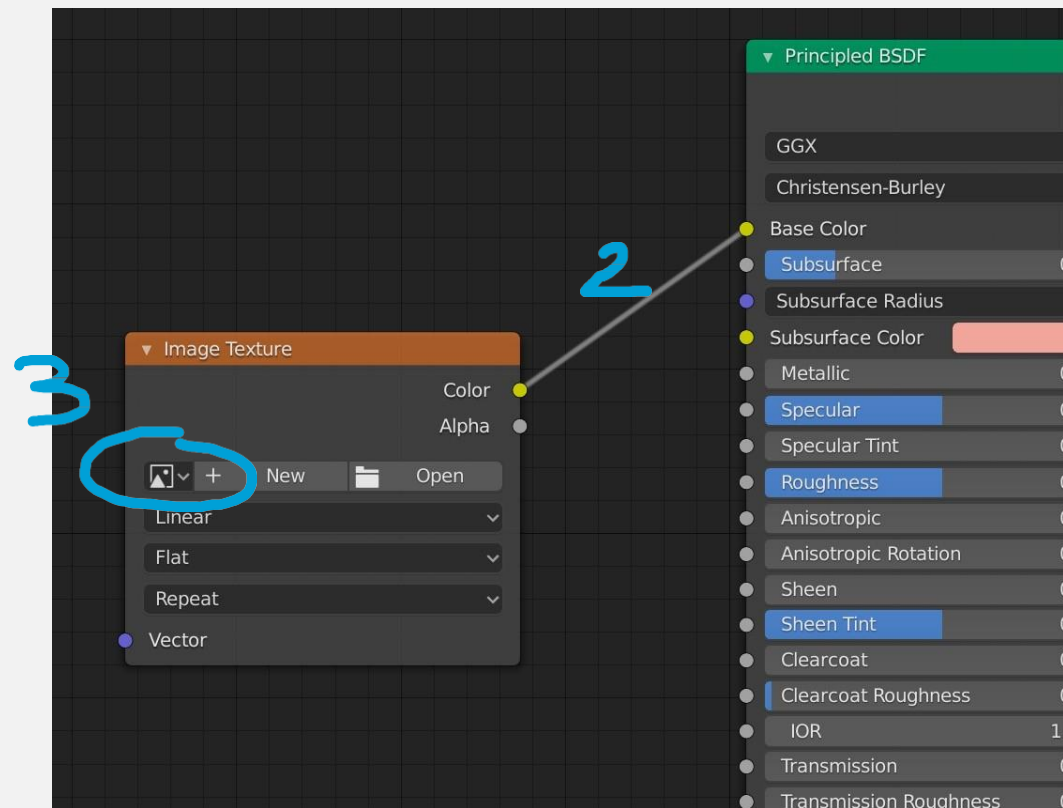 Principled BSDF
GGX
Christensen-Burley
Base Color
2
Subsurface
Subsurface Radius
Subsurface Color
Image Texture
3
Color
Metallic
Specular
Alpha
Specular Tint
+ New Open
Roughness
Linear
Anisotropic
Flat
Anisotropic Rotation
Sheen
Repeat
Sheen Tint
Vector
Clearcoat
Clearcoat Roughness
IOR 1
Transmission
Transmission Roughness